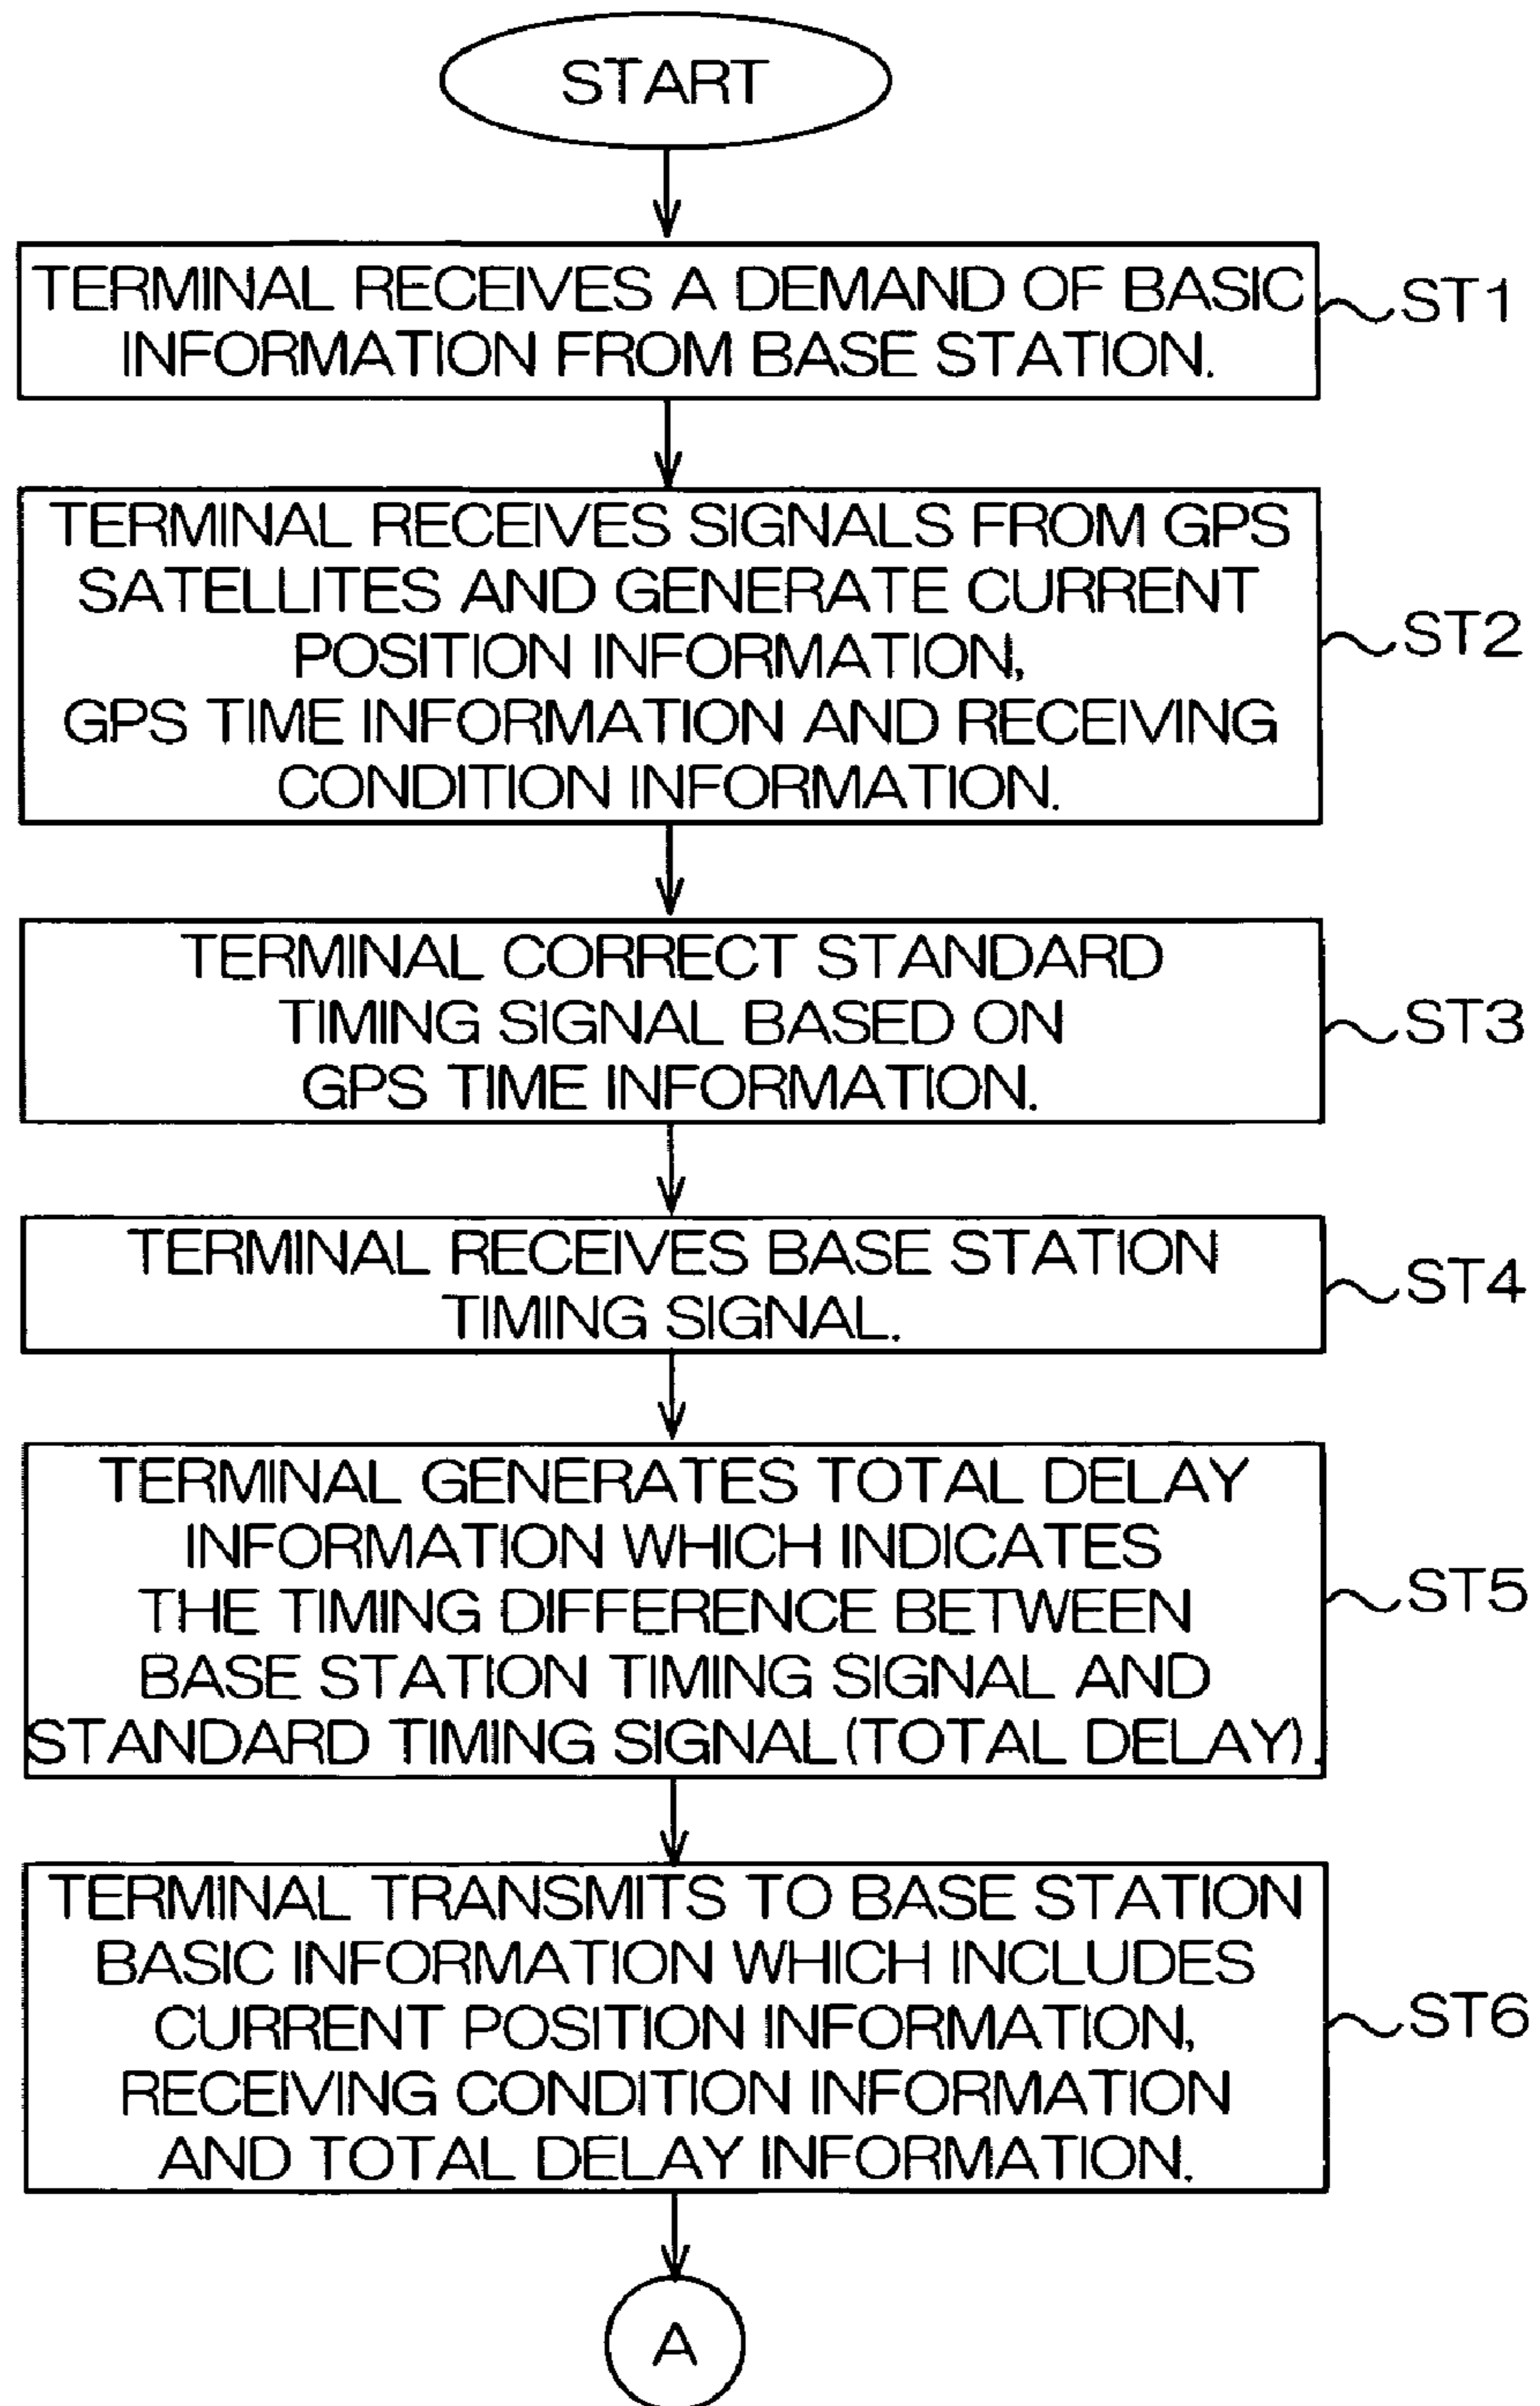 START
TERMINAL RECEIVES A DEMAND OF BASIC
INFORMATION FROM BASE STATION.
ST1
TERMINAL RECEIVES SIGNALS FROM GPS
SATELLITES AND GENERATE CURRENT
POSITION INFORMATION,
GPS TIME INFORMATION AND RECEIVING
CONDITION INFORMATION.
ST2
TERMINAL CORRECT STANDARD
TIMING SIGNAL BASED ON
GPS TIME INFORMATION.
ST3
TERMINAL RECEIVES BASE STATION
TIMING SIGNAL.
ST4
TERMINAL GENERATES TOTAL DELAY
INFORMATION WHICH INDICATES
THE TIMING DIFFERENCE BETWEEN
BASE STATION TIMING SIGNAL AND
STANDARD TIMING SIGNAL(TOTAL DELAY).
ST5
TERMINAL TRANSMITS TO BASE STATION
BASIC INFORMATION WHICH INCLUDES
CURRENT POSITION INFORMATION,
RECEIVING CONDITION INFORMATION
AND TOTAL DELAY INFORMATION.
ST6
A